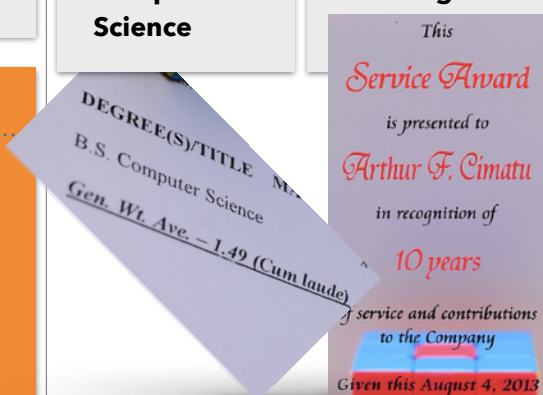 Science
DEGREE(S)/TITLE
B.S. Computer Science
Gen. Wt. Ave. – 1.49 (Cum laude)
This
Service Award
is presented to
Arthur F. Cimatu
in recognition of
10 years
of service and contributions
to the Company
Given this August 4, 2013